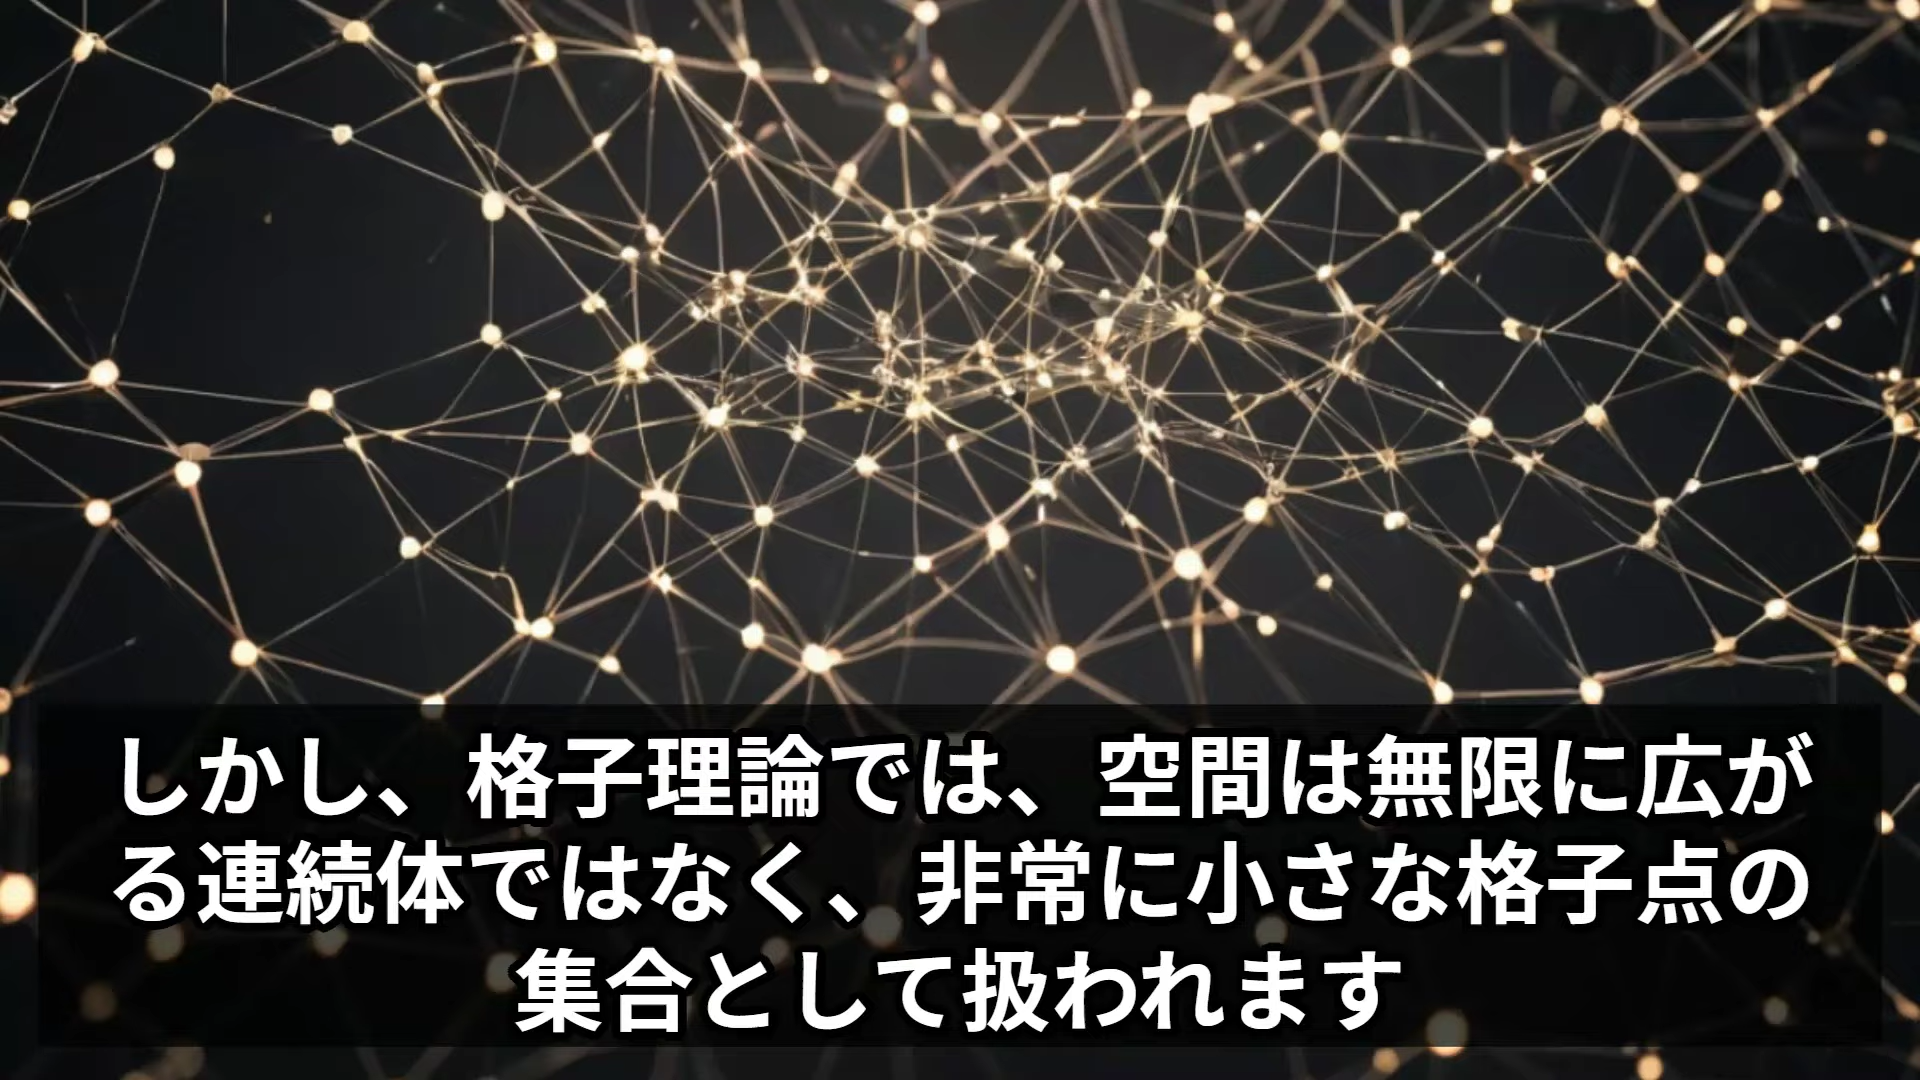 しかし、格子理論では、空間は無限に広が
る連続体ではなく、非常に小さな格子点の
集合として扱われます